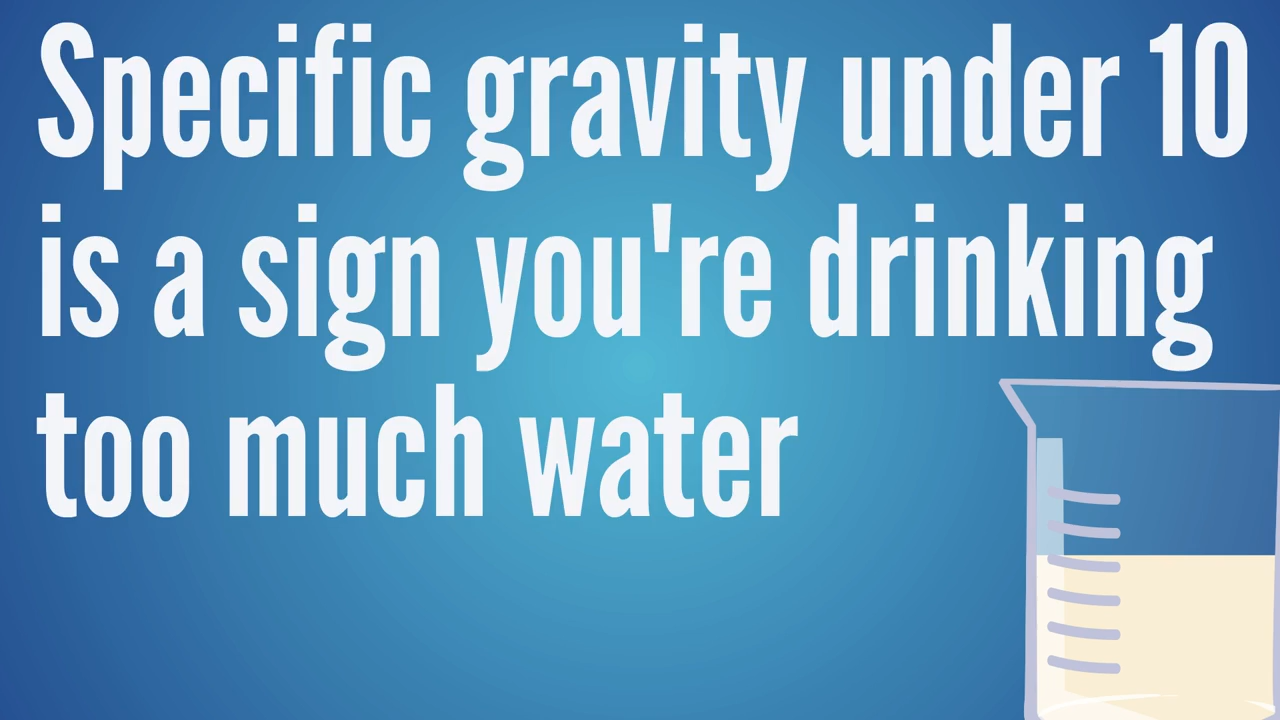 Specific gravity under 10
is a sign you're drinking
too much water